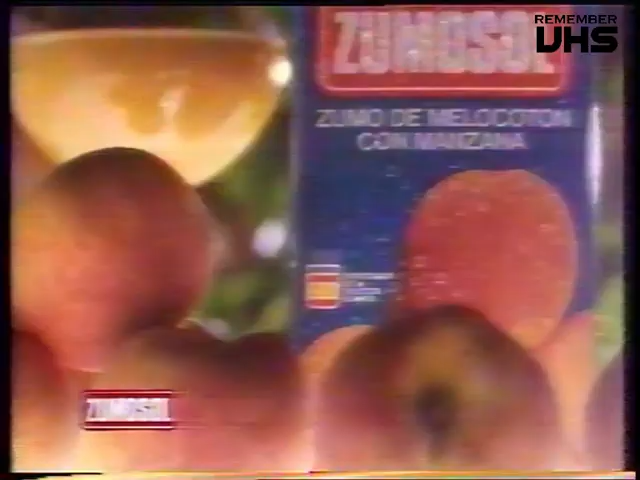 REMEMBER
VHS
ZUMOSOL
ZUMO DE MELOCOTON
CON MANZANA
ZUMOSOL